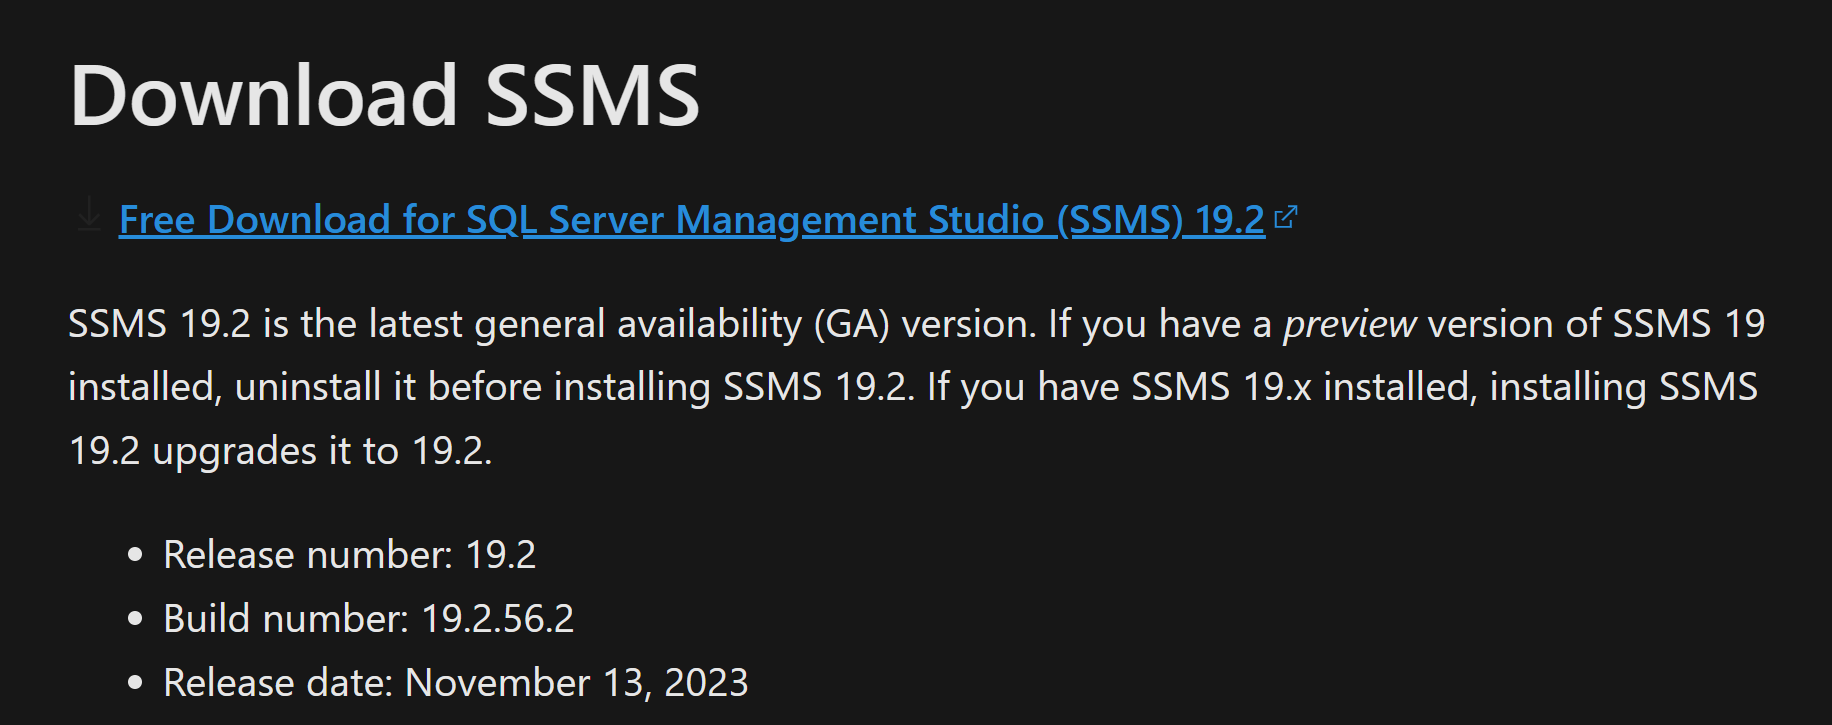 Download SSMS
Free Download for SQL Server Management Studio (SSMS) 19.2
SSMS 19.2 is the latest general availability (GA) version. If you have a preview version of SSMS 19
installed, uninstall it before installing SSMS 19.2. If you have SSMS 19.x installed, installing SSMS
19.2 upgrades it to 19.2.
• Release number: 19.2
• Build number: 19.2.56.2
• Release date: November 13, 2023